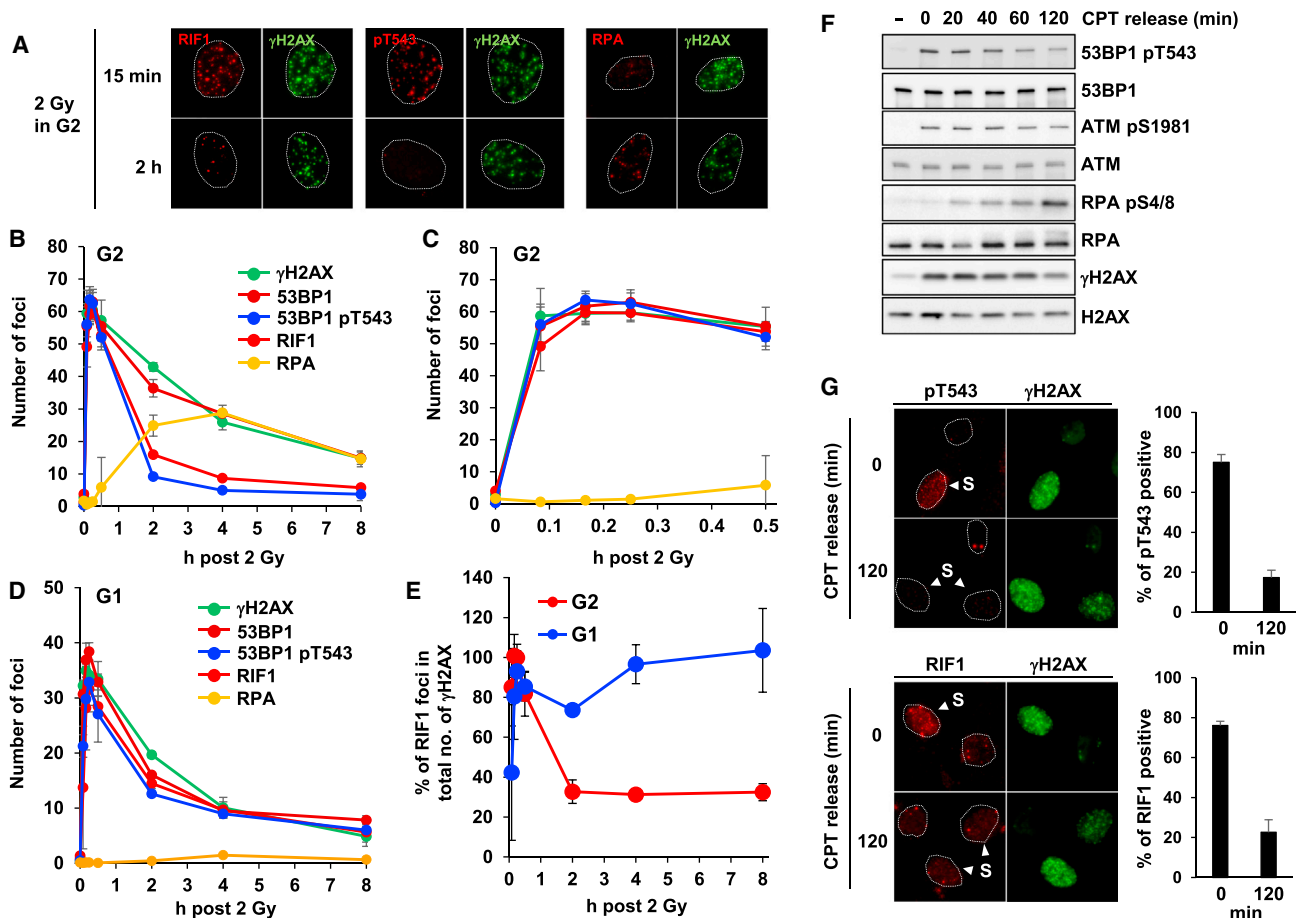 A
RIF1 γH2AX pT543 γH2AX RPA γH2AX
15 min
2 Gy
in G2
2 h
B
G2
80
70
60
50
40
30
20
10
0
Number of foci
γH2AX
53BP1
53BP1 pT543
RIF1
RPA
0 1 2 3 4 5 6 7 8
h post 2 Gy
C
G2
80
70
60
50
40
30
20
10
0
Number of foci
0 0.1 0.2 0.3 0.4 0.5
h post 2 Gy
D
G1
50
40
30
20
10
0
Number of foci
γH2AX
53BP1
53BP1 pT543
RIF1
RPA
0 1 2 3 4 5 6 7 8
h post 2 Gy
E
140
120
100
80
60
40
20
0
% of RIF1 foci in
total no. of γH2AX
G2
G1
0 1 2 3 4 5 6 7 8
h post 2 Gy
F
– 0 20 40 60 120 CPT release (min)
53BP1 pT543
53BP1
ATM pS1981
ATM
RPA pS4/8
RPA
γH2AX
H2AX
G
pT543 γH2AX
CPT release (min)
0
120
S
S
100
80
60
40
20
0
% of pT543 positive
0 120
min
RIF1 γH2AX
CPT release (min)
0
120
S
S
100
80
60
40
20
0
% of RIF1 positive
0 120
min